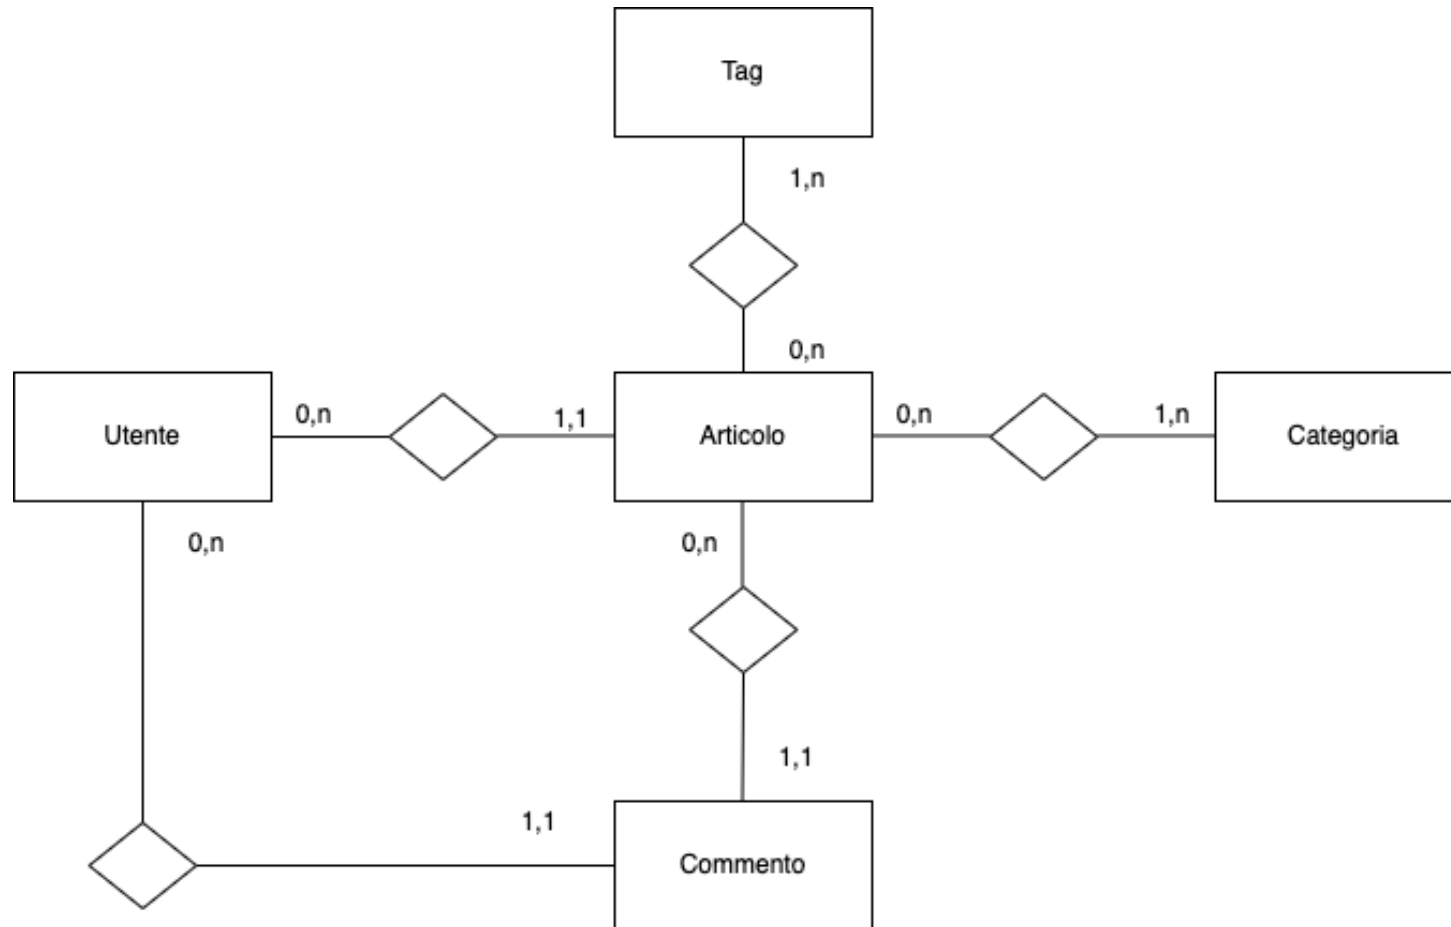 Tag
1,n
0,n
Utente
0,n
1,1
Articolo
0,n
1,n
Categoria
0,n
0,n
1,1
1,1
Commento